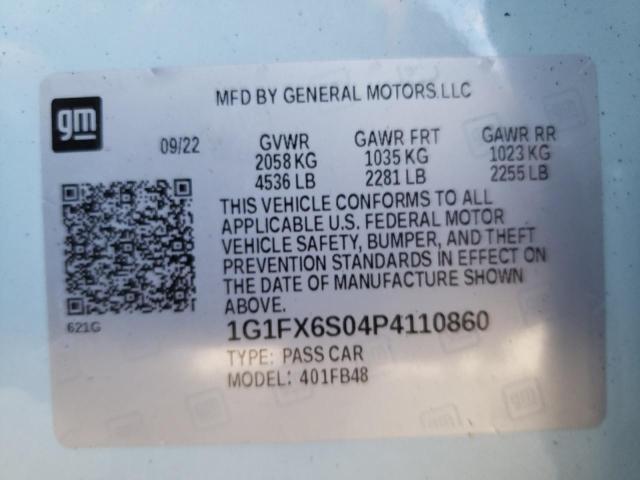 MFD BY GENERAL MOTORS LLC
gm
09/22 GVWR GAWR FRT GAWR RR
2058 KG 1035 KG 1023 KG
4536 LB 2281 LB 2255 LB
THIS VEHICLE CONFORMS TO ALL
APPLICABLE U.S. FEDERAL MOTOR
VEHICLE SAFETY, BUMPER, AND THEFT
PREVENTION STANDARDS IN EFFECT ON
THE DATE OF MANUFACTURE SHOWN
ABOVE.
621G
1G1FX6S04P4110860
TYPE: PASS CAR
MODEL: 401FB48